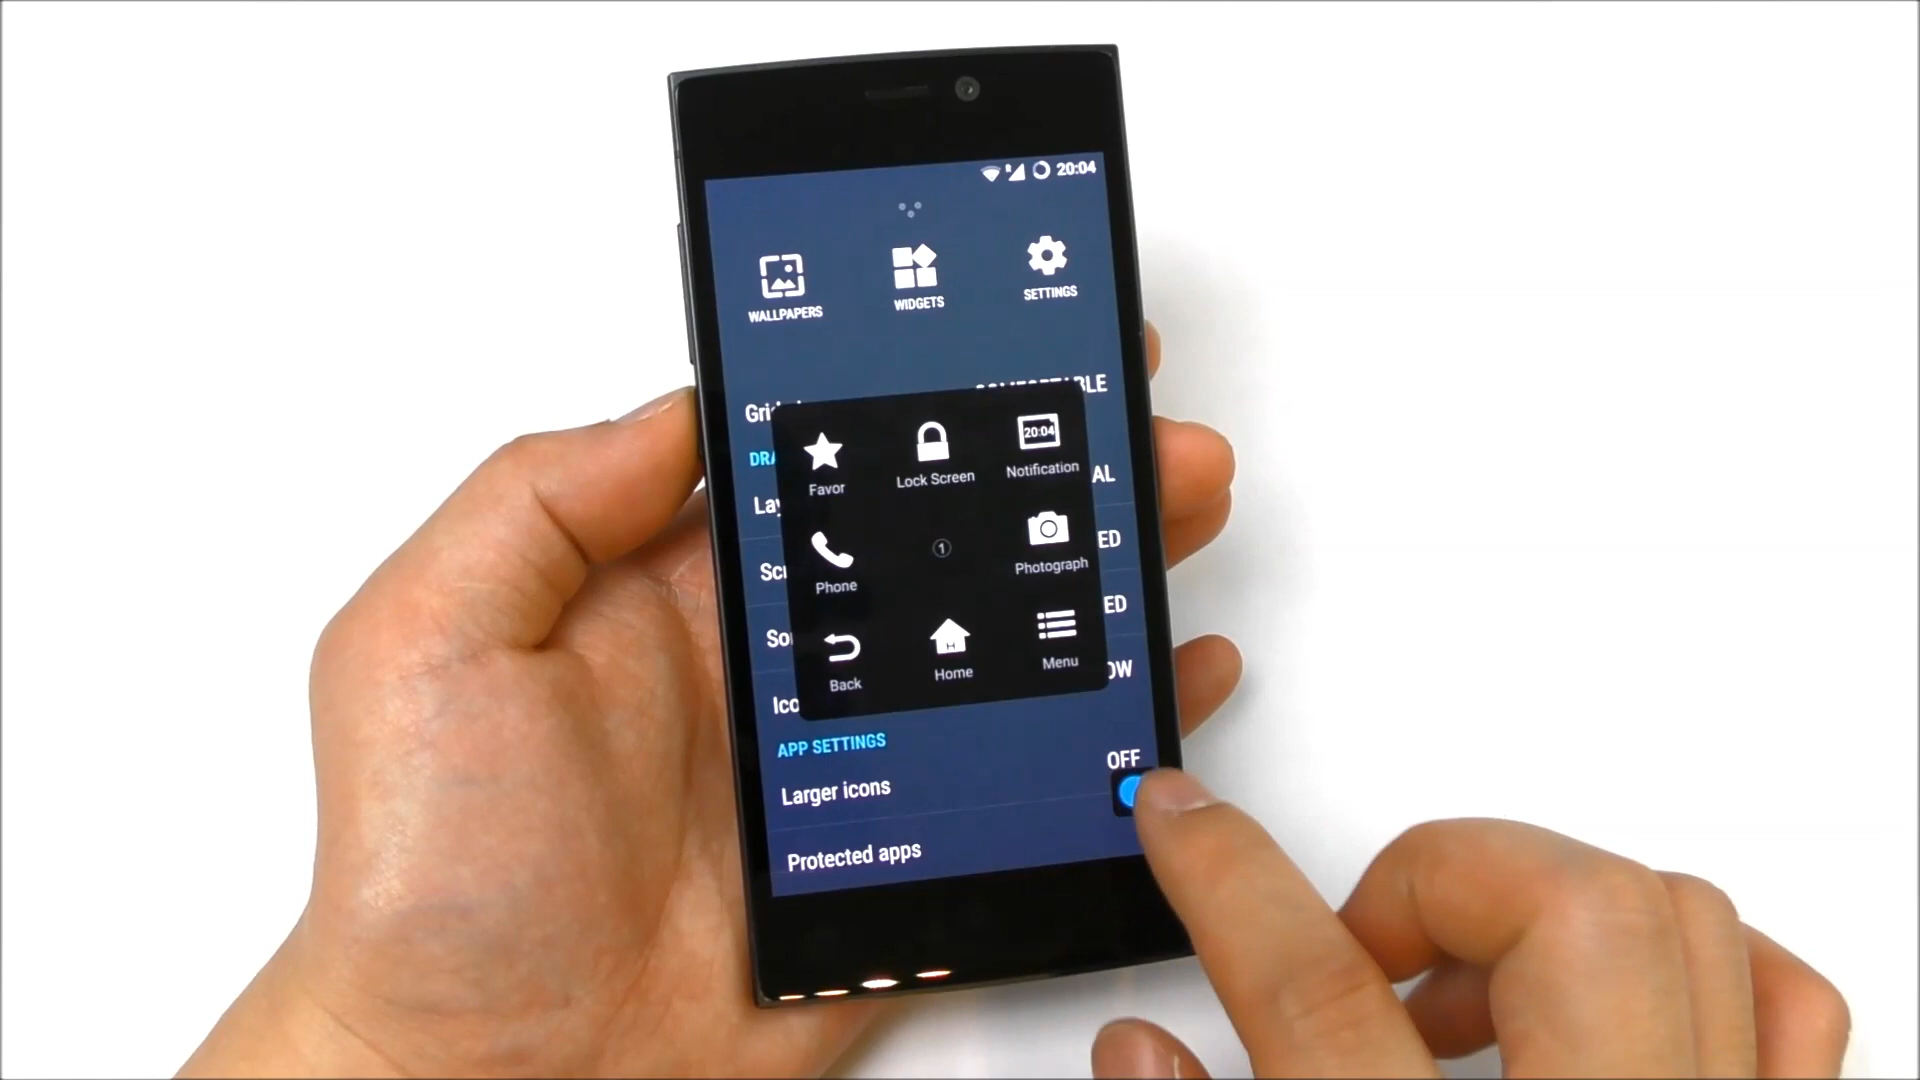 R 20:04
WALLPAPERS
WIDGETS
SETTINGS
20:04
Favor
Lock Screen
Notification
Phone
1
Photograph
Back
Home
H
Menu
APP SETTINGS
Larger icons
OFF
Protected apps